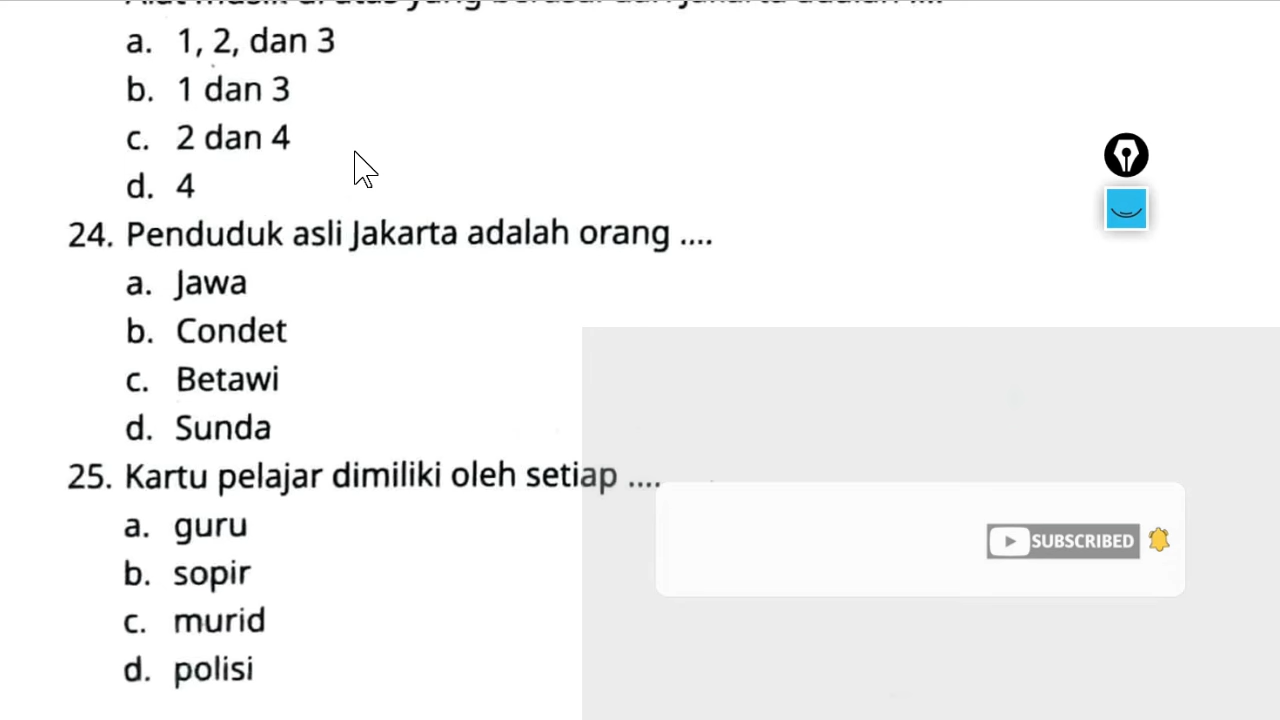 a. 1, 2, dan 3
b. 1 dan 3
c. 2 dan 4
d. 4
24. Penduduk asli Jakarta adalah orang ....
a. Jawa
b. Condet
c. Betawi
d. Sunda
25. Kartu pelajar dimiliki oleh setiap ....
a. guru
b. sopir
c. murid
d. polisi
SUBSCRIBED